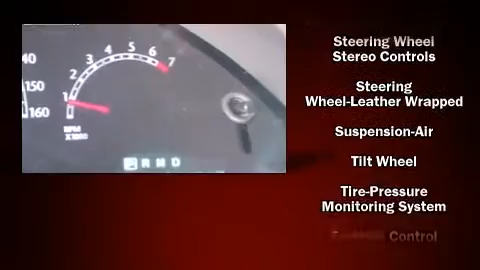 40
150
160
1
2
3
4
5
6
7
RPM
X1000
P R N D
Steering Wheel
Stereo Controls
Steering
Wheel-Leather Wrapped
Suspension-Air
Tilt Wheel
Tire-Pressure
Monitoring System
Control